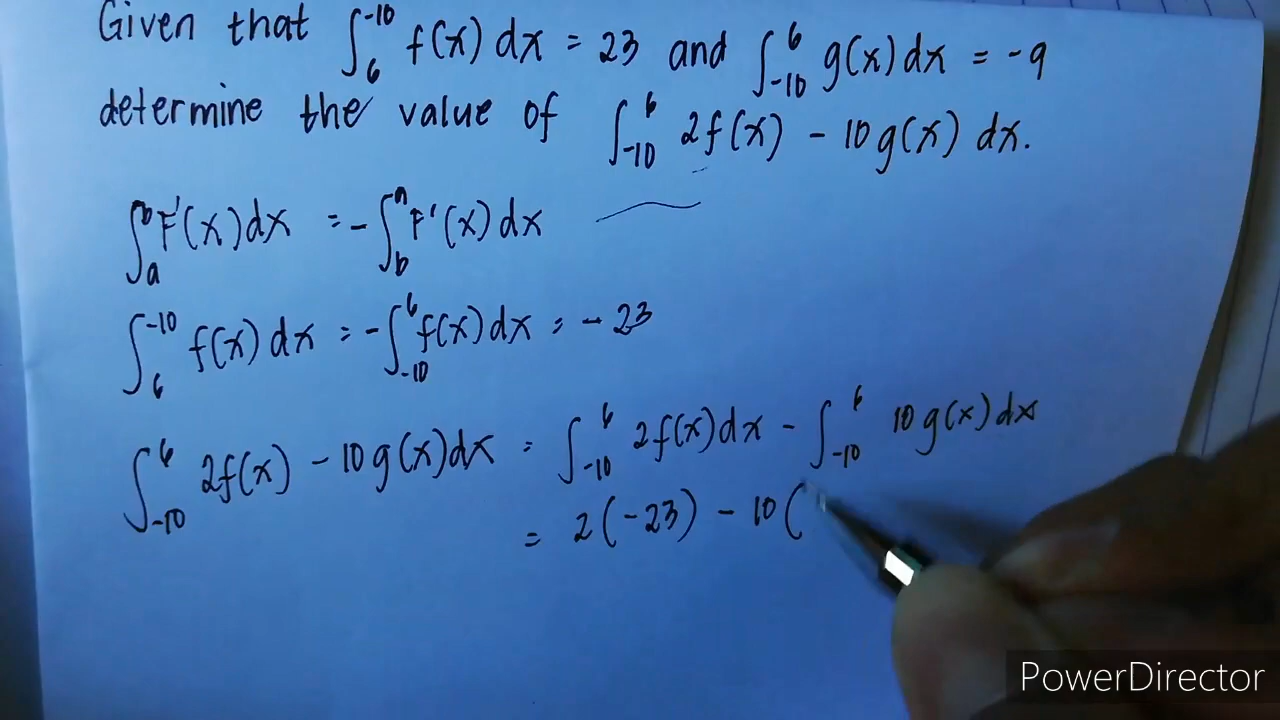 Given that ∫₆⁻¹⁰ f(x) dx = 23 and ∫₋₁₀⁶ g(x) dx = -9
determine the value of ∫₋₁₀⁶ 2f(x) - 10g(x) dx.
∫ₐᵇ F'(x) dx = -∫_bᵃ F'(x) dx
∫₆⁻¹⁰ f(x) dx = -∫₋₁₀⁶ f(x) dx = -23
∫₋₁₀⁶ 2f(x) - 10g(x) dx = ∫₋₁₀⁶ 2f(x) dx - ∫₋₁₀⁶ 10g(x) dx
= 2(-23) - 10(
PowerDirector